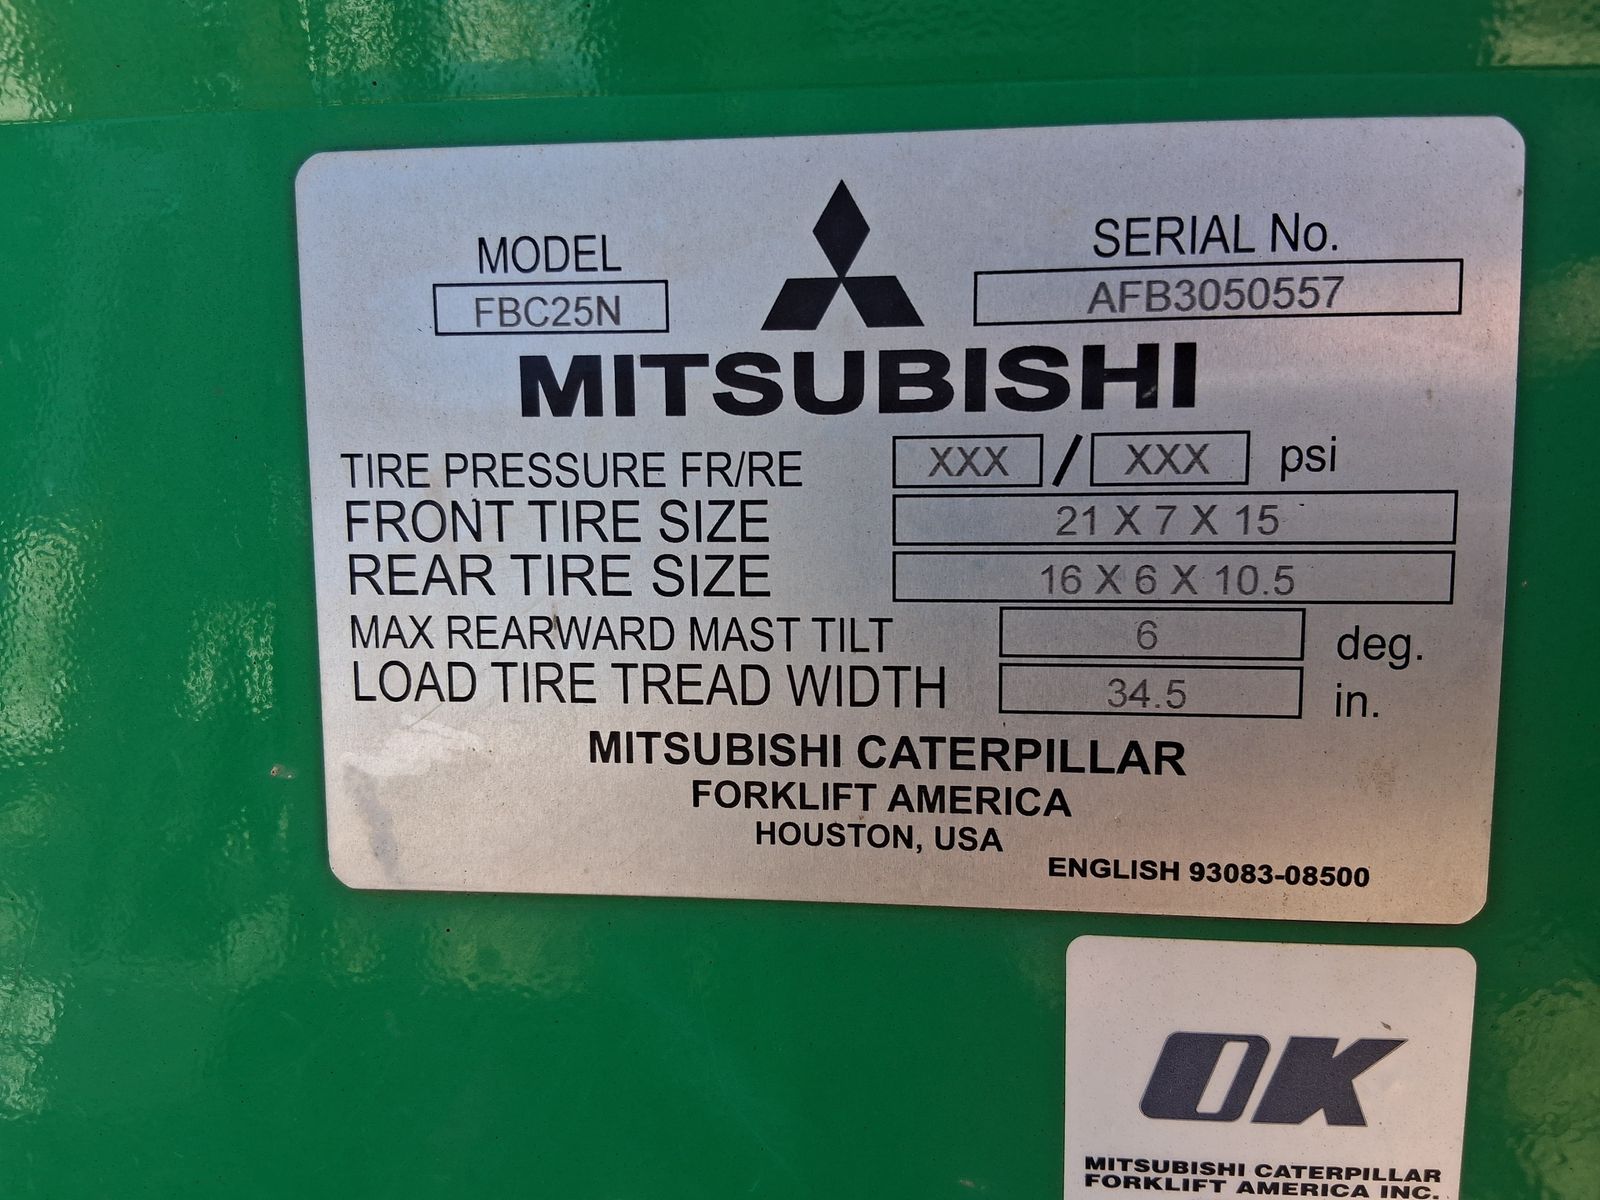 MODEL
FBC25N
SERIAL No.
AFB3050557
MITSUBISHI
TIRE PRESSURE FR/RE XXX / XXX psi
FRONT TIRE SIZE 21 X 7 X 15
REAR TIRE SIZE 16 X 6 X 10.5
MAX REARWARD MAST TILT 6 deg.
LOAD TIRE TREAD WIDTH 34.5 in.
MITSUBISHI CATERPILLAR
FORKLIFT AMERICA
HOUSTON, USA
ENGLISH 93083-08500
OK
MITSUBISHI CATERPILLAR
FORKLIFT AMERICA INC.